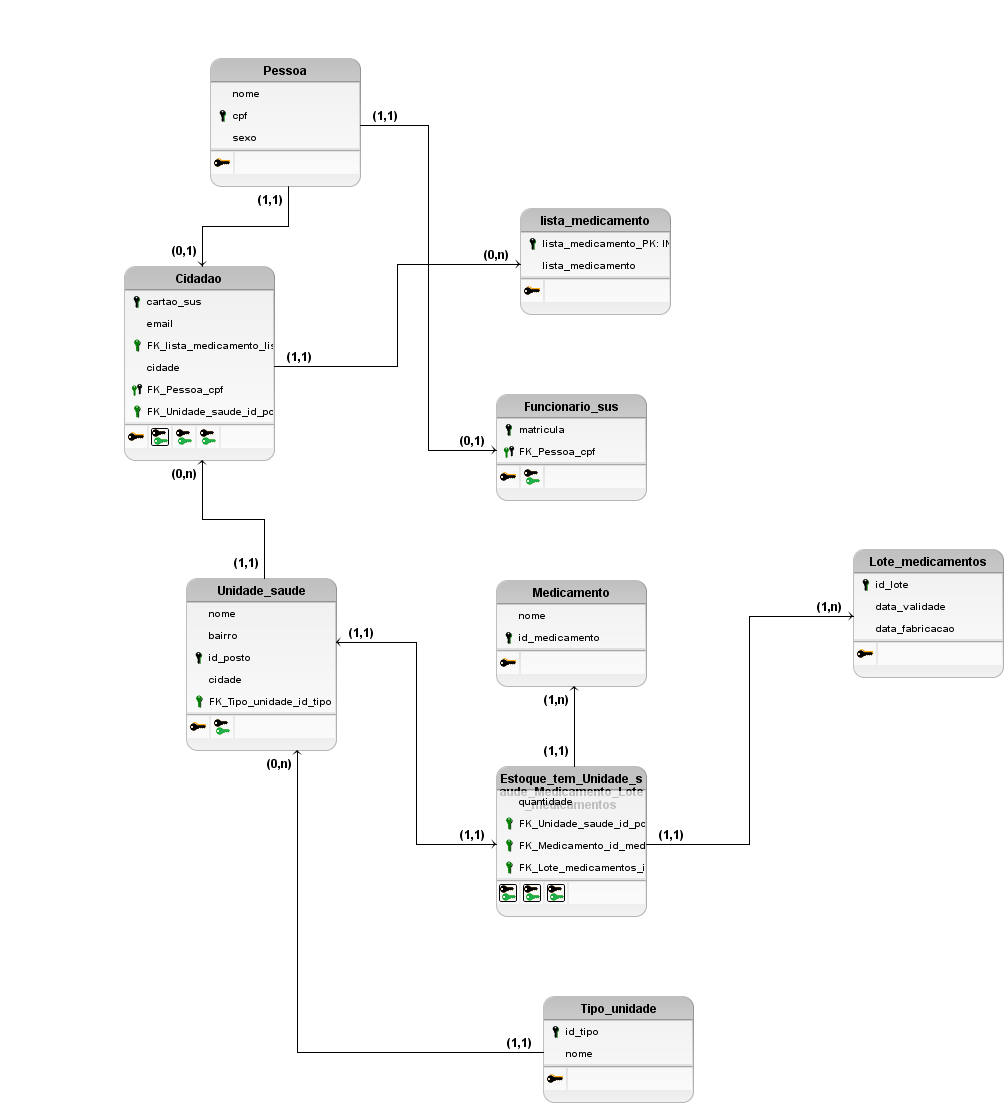 Pessoa
nome
cpf
sexo
(1,1)
(1,1)
(0,1)
lista_medicamento
lista_medicamento_PK: IN
lista_medicamento
(0,n)
Cidadao
cartao_sus
email
FK_lista_medicamento_lis
cidade
FK_Pessoa_cpf
FK_Unidade_saude_id_po
(1,1)
(0,n)
Funcionario_sus
matricula
FK_Pessoa_cpf
(0,1)
(1,1)
Unidade_saude
nome
bairro
id_posto
cidade
FK_Tipo_unidade_id_tipo
(1,1)
(0,n)
Medicamento
nome
id_medicamento
(1,n)
(1,1)
Lote_medicamentos
id_lote
data_validade
data_fabricacao
(1,n)
Estoque_tem_Unidade_s
aude_Medicamento_Lote
_medicamentos
quantidade
FK_Unidade_saude_id_po
FK_Medicamento_id_med
FK_Lote_medicamentos_i
(1,1)
(1,1)
Tipo_unidade
id_tipo
nome
(1,1)